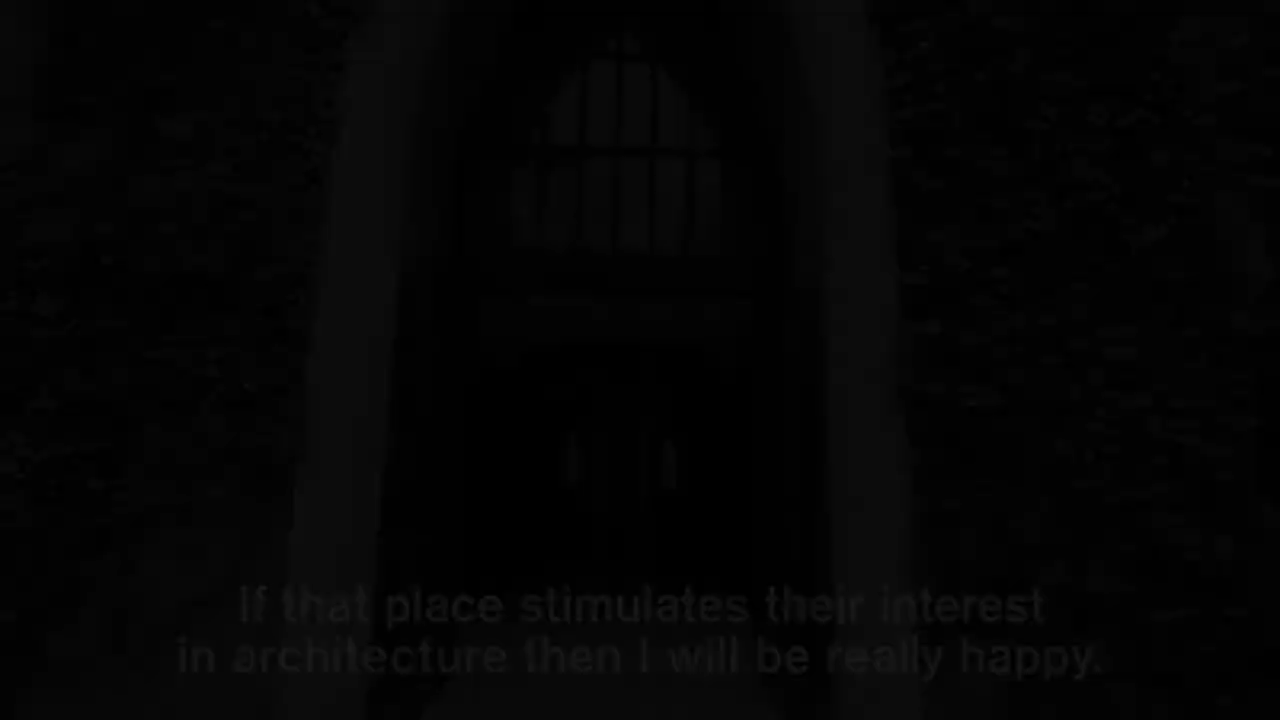 If that place stimulates their interest
in architecture then I will be really happy.